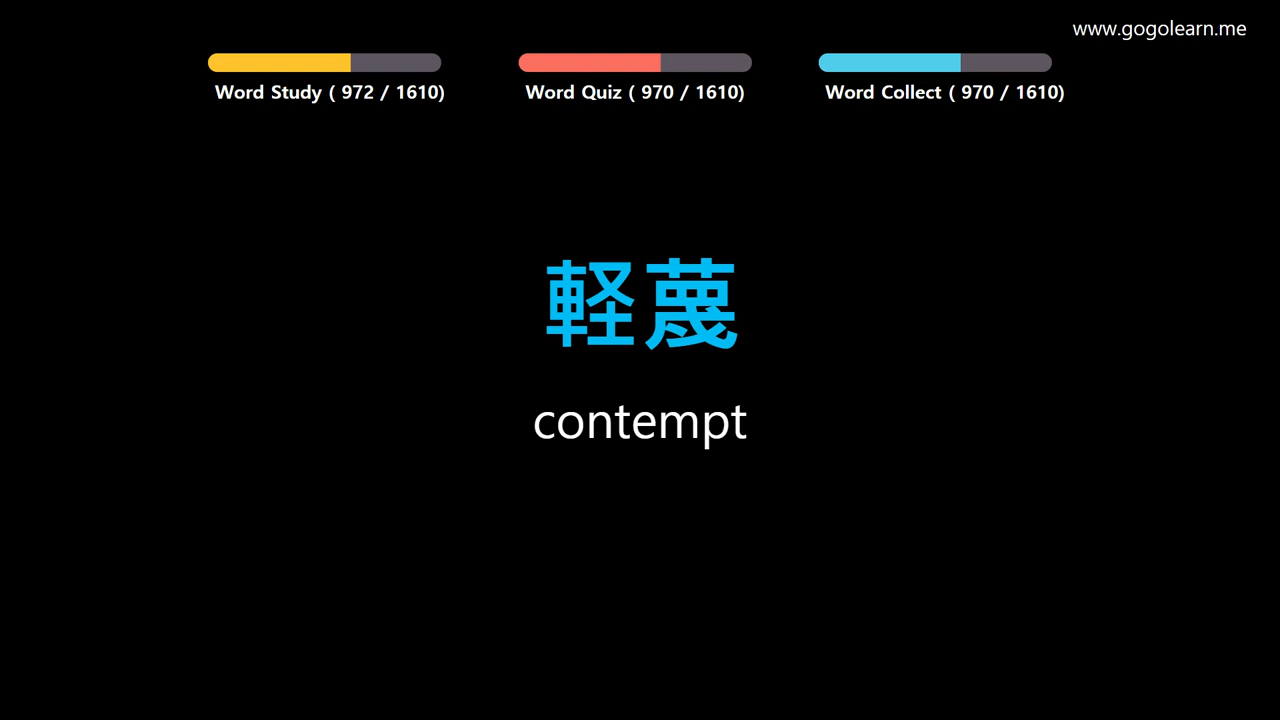 www.gogolearn.me
Word Study ( 972 / 1610)
Word Quiz ( 970 / 1610)
Word Collect ( 970 / 1610)
軽蔑
contempt